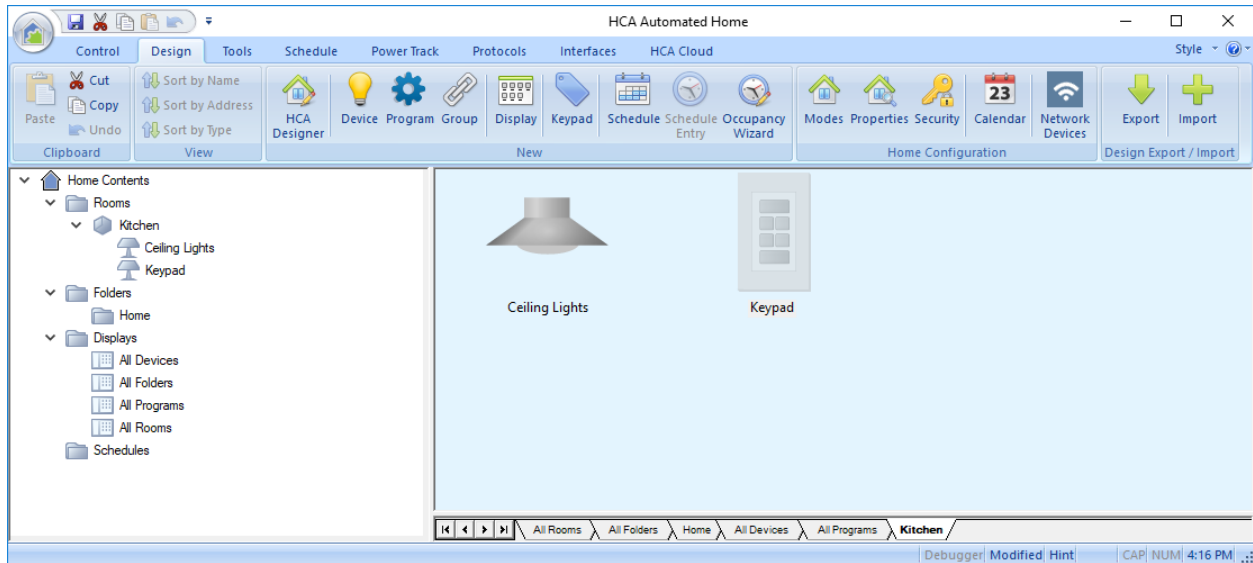 HCA Automated Home
Control Design Tools Schedule Power Track Protocols Interfaces HCA Cloud Style
Paste
Cut
Copy
Undo
Clipboard
Sort by Name
Sort by Address
Sort by Type
View
HCA
Designer
Device
Program
Group
Display
Keypad
Schedule
Schedule
Entry
Occupancy
Wizard
New
Modes
Properties
Security
23
Calendar
Network
Devices
Home Configuration
Export
Import
Design Export / Import
Home Contents
Rooms
Kitchen
Ceiling Lights
Keypad
Folders
Home
Displays
All Devices
All Folders
All Programs
All Rooms
Schedules
Ceiling Lights
Keypad
All Rooms All Folders Home All Devices All Programs Kitchen
Debugger Modified Hint CAP NUM 4:16 PM